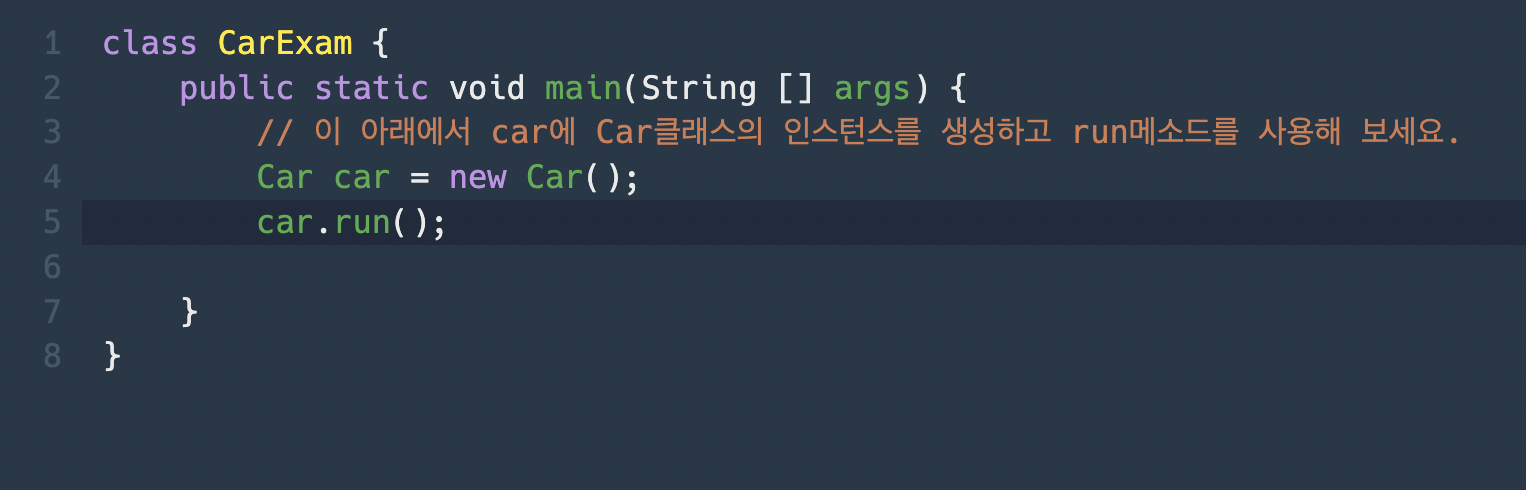 1 class CarExam {
2     public static void main(String [] args) {
3         // 이 아래에서 car에 Car클래스의 인스턴스를 생성하고 run메소드를 사용해 보세요.
4         Car car = new Car();
5         car.run();
6
7     }
8 }